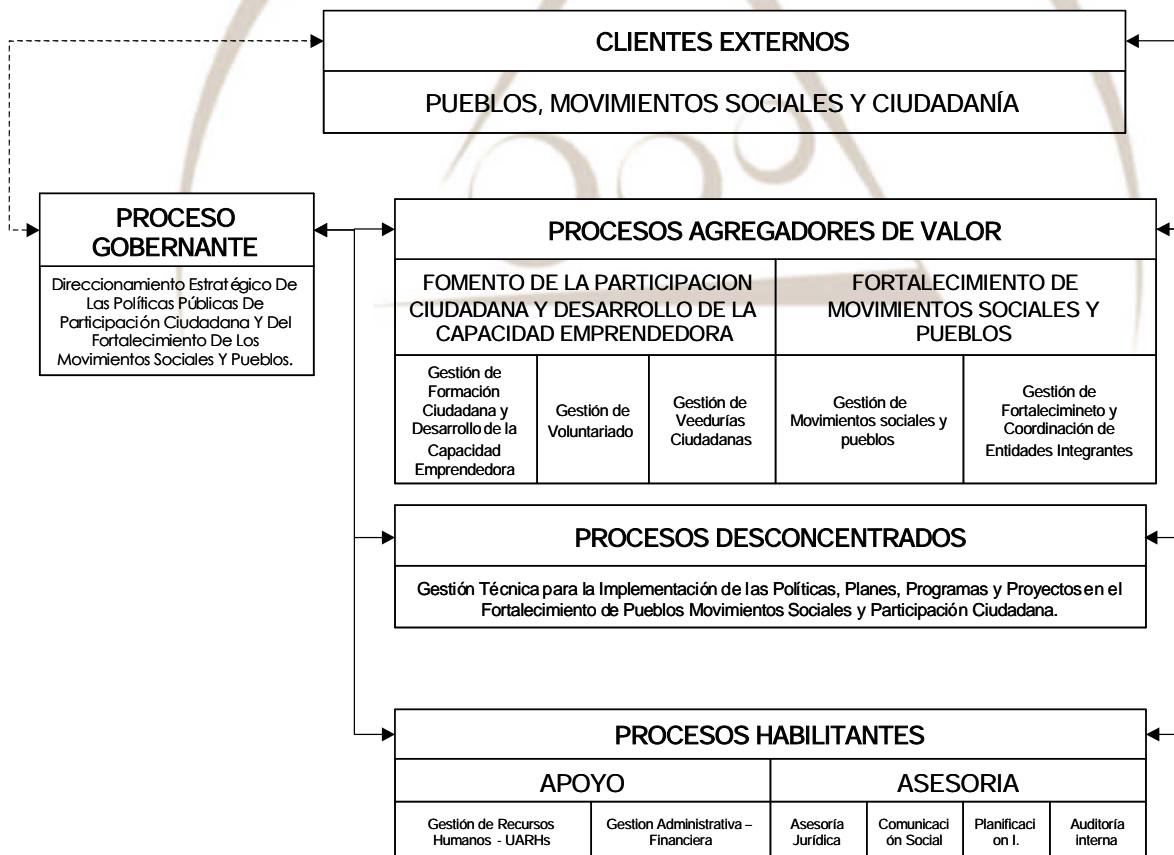 CLIENTES EXTERNOS
PUEBLOS, MOVIMIENTOS SOCIALES Y CIUDADANÍA
PROCESO
GOBERNANTE
Direccionamiento Estratégico De
Las Políticas Públicas De
Participación Ciudadana Y Del
Fortalecimiento De Los
Movimientos Sociales Y Pueblos.
PROCESOS AGREGADORES DE VALOR
FOMENTO DE LA PARTICIPACION
CIUDADANA Y DESARROLLO DE LA
CAPACIDAD EMPRENDEDORA
FORTALECIMIENTO DE
MOVIMIENTOS SOCIALES Y
PUEBLOS
Gestión de
Formación
Ciudadana y
Desarrollo de la
Capacidad
Emprendedora
Gestión de
Voluntariado
Gestión de
Veedurías
Ciudadanas
Gestión de
Movimientos sociales y
pueblos
Gestión de
Fortalecimineto y
Coordinación de
Entidades Integrantes
PROCESOS DESCONCENTRADOS
Gestión Técnica para la Implementación de las Políticas, Planes, Programas y Proyectos en el
Fortalecimiento de Pueblos Movimientos Sociales y Participación Ciudadana.
PROCESOS HABILITANTES
APOYO
ASESORIA
Gestión de Recursos
Humanos - UARHs
Gestion Administrativa –
Financiera
Asesoría
Jurídica
Comunicaci
ón Social
Planificaci
on I.
Auditoría
interna